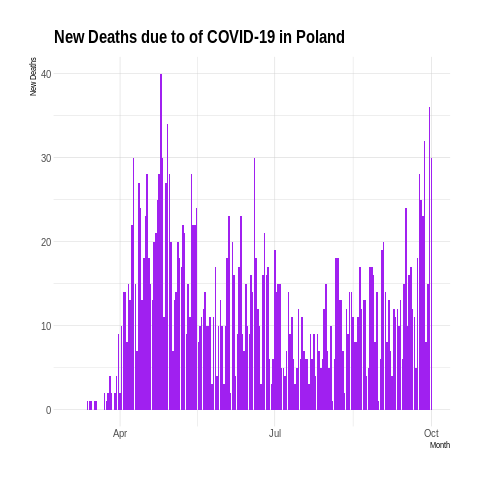 New Deaths due to of COVID-19 in Poland
New Deaths
40
30
20
10
0
Apr
Jul
Oct
Month